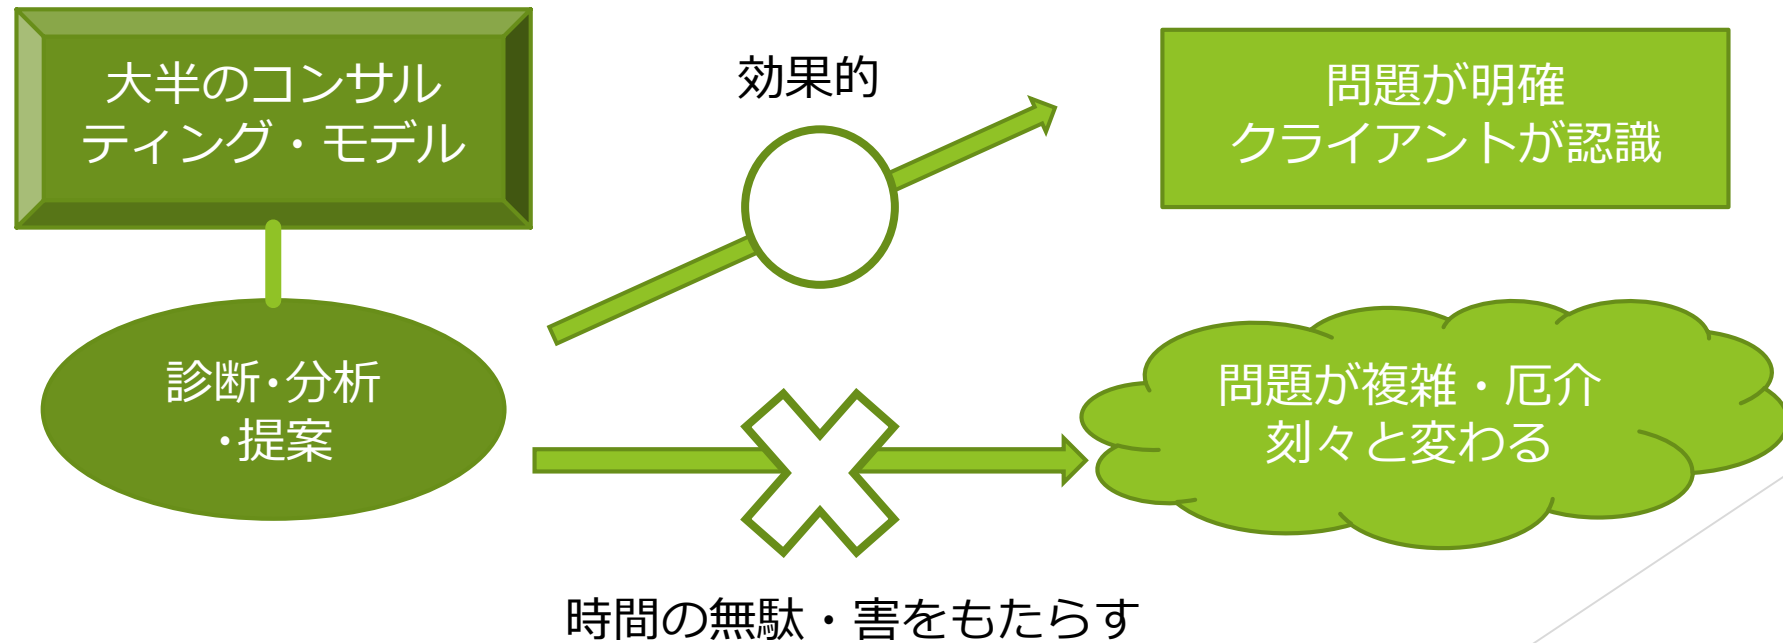 大半のコンサル
ティング・モデル
効果的
問題が明確
クライアントが認識
診断･分析
･提案
問題が複雑・厄介
刻々と変わる
時間の無駄・害をもたらす